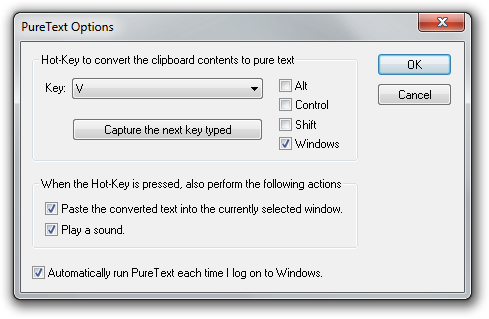 PureText Options
Hot-Key to convert the clipboard contents to pure text
Key: V
Capture the next key typed
Alt
Control
Shift
Windows
OK
Cancel
When the Hot-Key is pressed, also perform the following actions
Paste the converted text into the currently selected window.
Play a sound.
Automatically run PureText each time I log on to Windows.